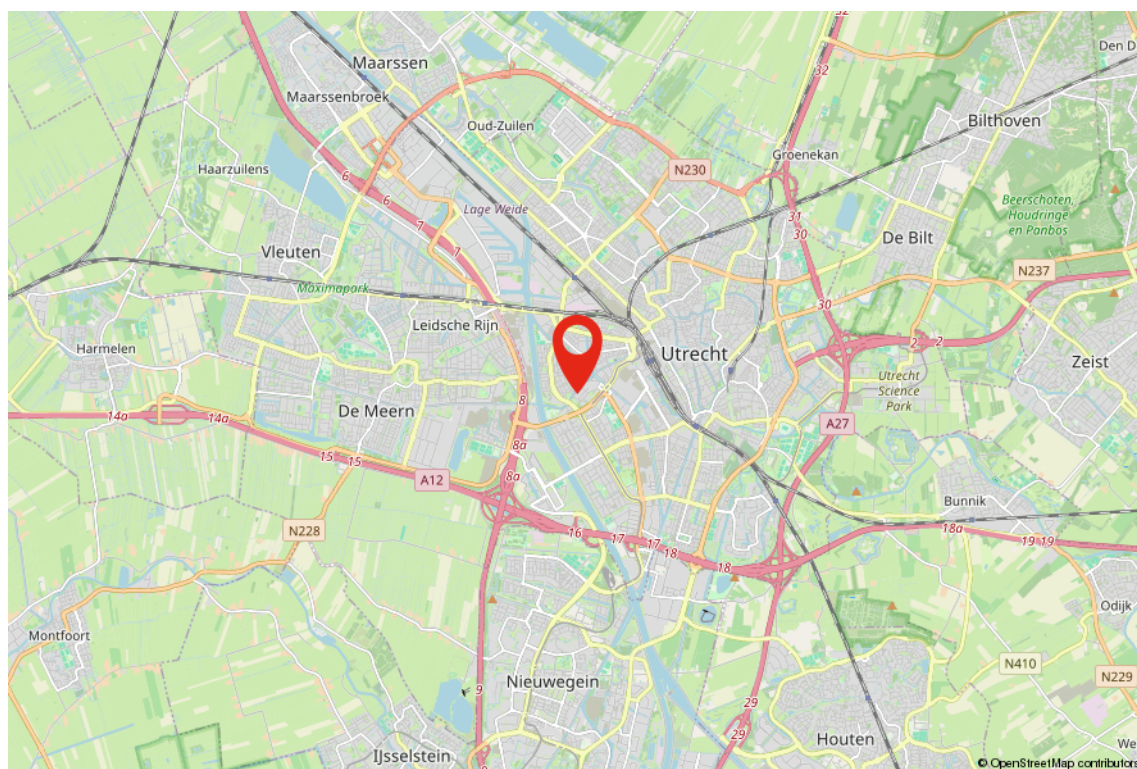 32
Maarssen
Den D
32
Maarssenbroek
Bilthoven
Oud-Zuilen
Groenekan
Haarzuilens
N230
6
6
Lage Weide
Beerschoten,
Houdringe
en Panbos
7
31
30
De Bilt
Vleuten
7
N237
Maximapark
30
Leidsche Rijn
2
2
Harmelen
Utrecht
Zeist
Utrecht
Science
Park
8
De Meern
14a
14a
A27
8a
15
15
A12
8a
Bunnik
N228
16
17
17
18
18a
19
19
18
Odijk
Montfoort
N410
N229
Nieuwegein
9
29
29
Houten
We
IJsselstein
8
© OpenStreetMap contributors